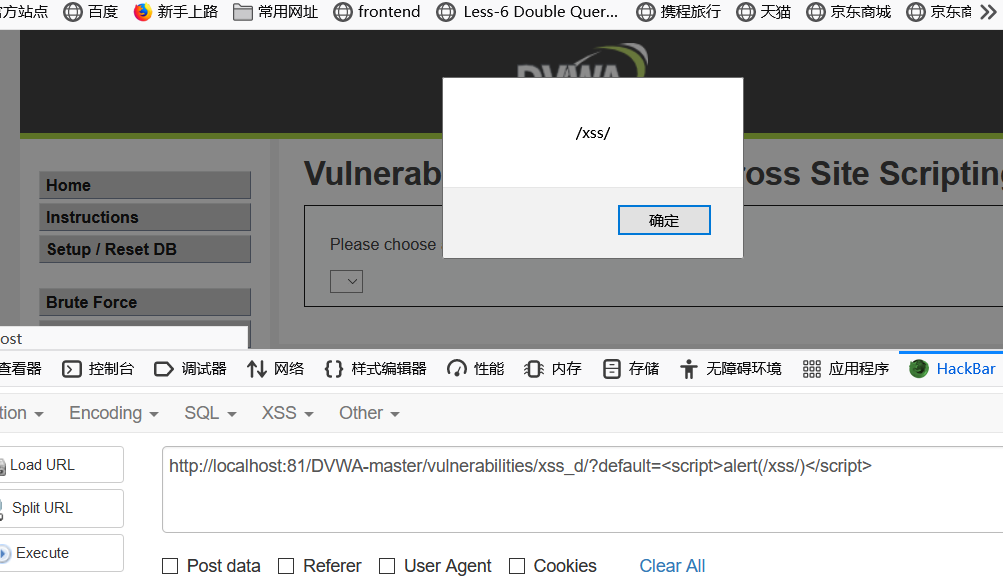 官方站点 百度 新手上路 常用网址 frontend Less-6 Double Quer... 携程旅行 天猫 京东商城 京东商
DVWA
/xss/
确定
Vulnerab ross Site Scripting
Home
Instructions
Setup / Reset DB
Please choose
Brute Force
ost
查看器 控制台 调试器 网络 样式编辑器 性能 内存 存储 无障碍环境 应用程序 HackBar
tion Encoding SQL XSS Other
Load URL
http://localhost:81/DVWA-master/vulnerabilities/xss_d/?default=<script>alert(/xss/)</script>
Split URL
Execute
Post data Referer User Agent Cookies Clear All